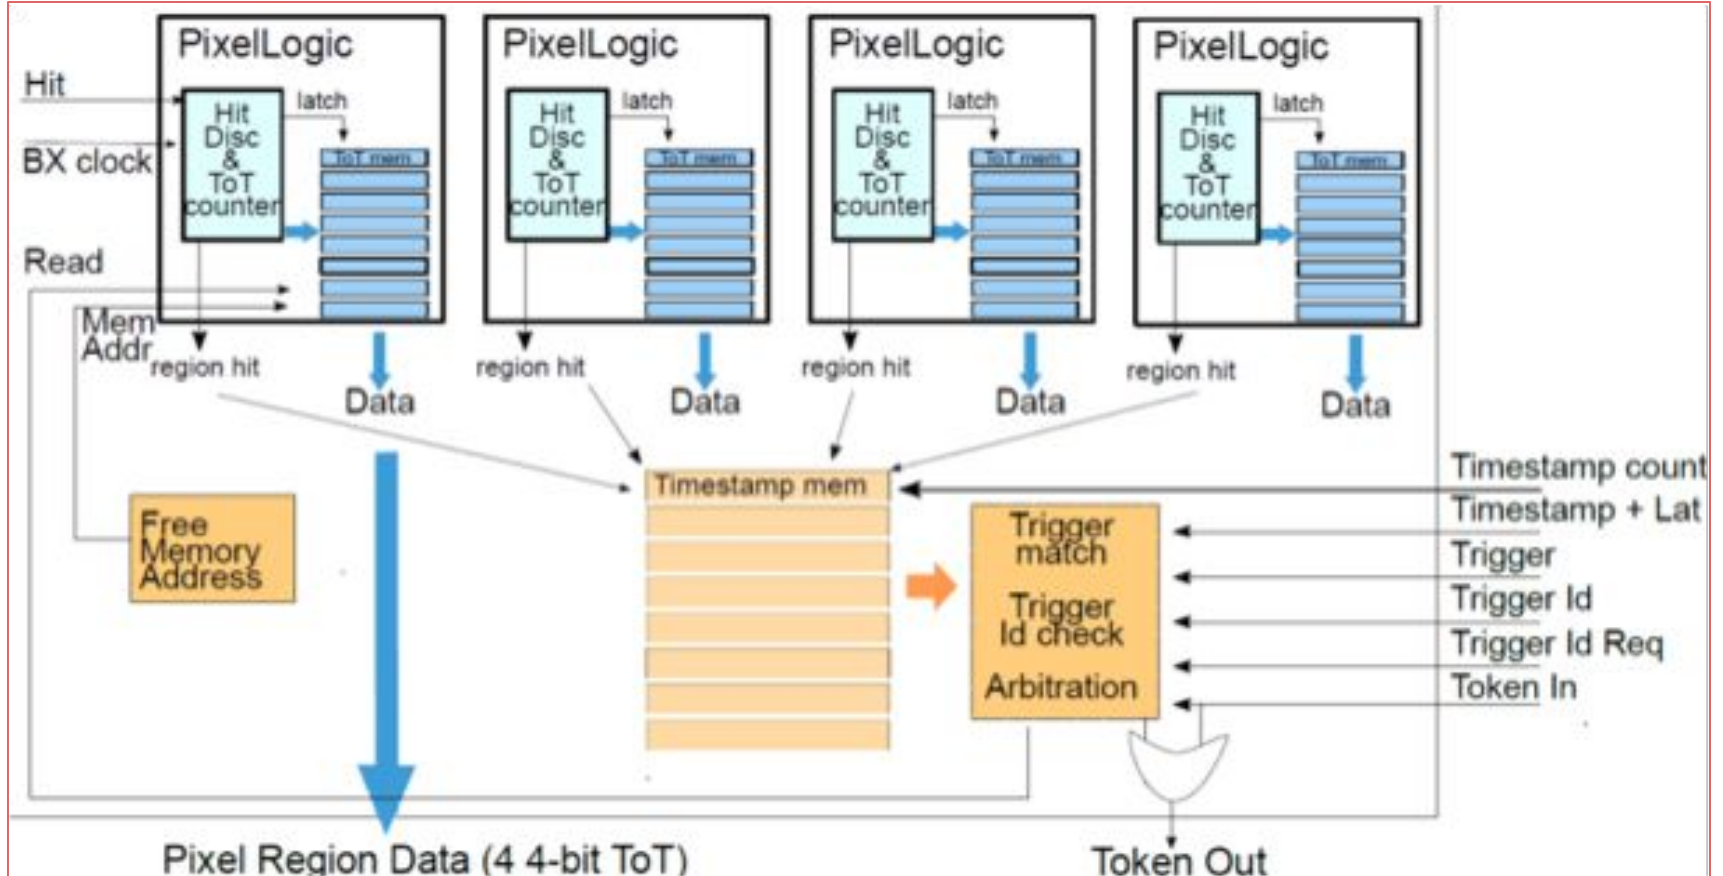 PixelLogic
PixelLogic
PixelLogic
PixelLogic
Hit
BX clock
Read
Mem
Addr
Hit
Disc
&
ToT
counter
latch
ToT mem
Hit
Disc
&
ToT
counter
latch
ToT mem
Hit
Disc
&
ToT
counter
latch
ToT mem
Hit
Disc
&
ToT
counter
latch
ToT mem
region hit
Data
region hit
Data
region hit
Data
region hit
Data
Free
Memory
Address
Timestamp mem
Trigger
match
Trigger
Id check
Arbitration
Timestamp count
Timestamp + Lat
Trigger
Trigger Id
Trigger Id Req
Token In
Pixel Region Data (4 4-bit ToT)
Token Out